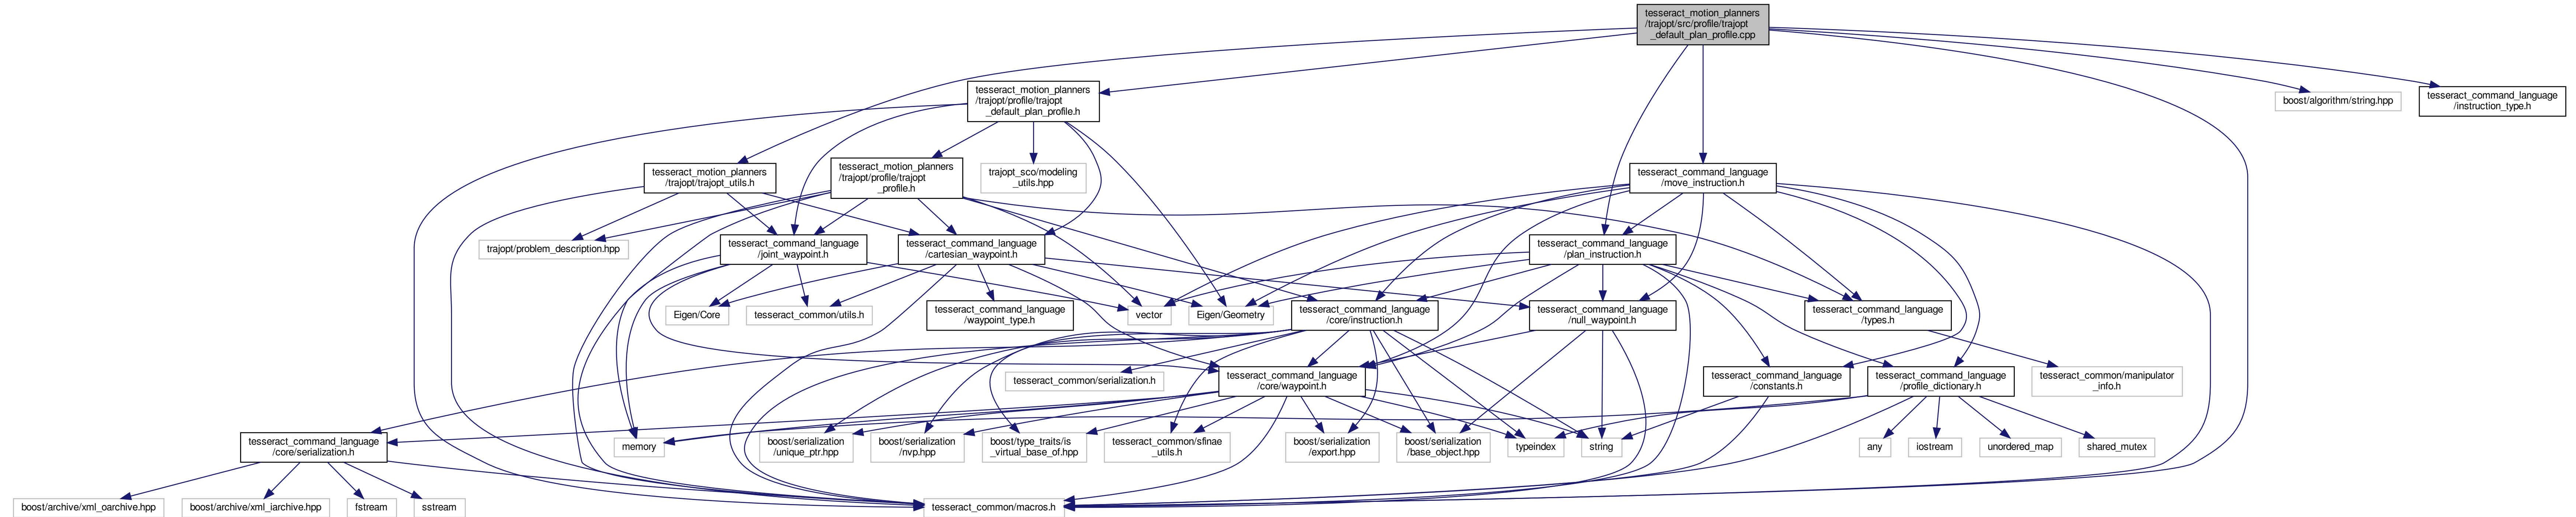 tesseract_motion_planners
/trajopt/src/profile/trajopt
_default_plan_profile.cpp
tesseract_motion_planners
/trajopt/profile/trajopt
_default_plan_profile.h
boost/algorithm/string.hpp
tesseract_command_language
/instruction_type.h
tesseract_motion_planners
/trajopt/trajopt_utils.h
tesseract_motion_planners
/trajopt/profile/trajopt
_profile.h
trajopt_sco/modeling
_utils.hpp
tesseract_command_language
/move_instruction.h
trajopt/problem_description.hpp
tesseract_command_language
/joint_waypoint.h
tesseract_command_language
/cartesian_waypoint.h
tesseract_command_language
/plan_instruction.h
Eigen/Core
tesseract_common/utils.h
tesseract_command_language
/waypoint_type.h
vector
Eigen/Geometry
tesseract_command_language
/core/instruction.h
tesseract_command_language
/null_waypoint.h
tesseract_command_language
/types.h
tesseract_common/serialization.h
tesseract_command_language
/core/waypoint.h
tesseract_command_language
/constants.h
tesseract_command_language
/profile_dictionary.h
tesseract_common/manipulator
_info.h
tesseract_command_language
/core/serialization.h
memory
boost/serialization
/unique_ptr.hpp
boost/serialization
/nvp.hpp
boost/type_traits/is
_virtual_base_of.hpp
tesseract_common/sfinae
_utils.h
boost/serialization
/export.hpp
boost/serialization
/base_object.hpp
typeindex
string
any
iostream
unordered_map
shared_mutex
boost/archive/xml_oarchive.hpp
boost/archive/xml_iarchive.hpp
fstream
sstream
tesseract_common/macros.h